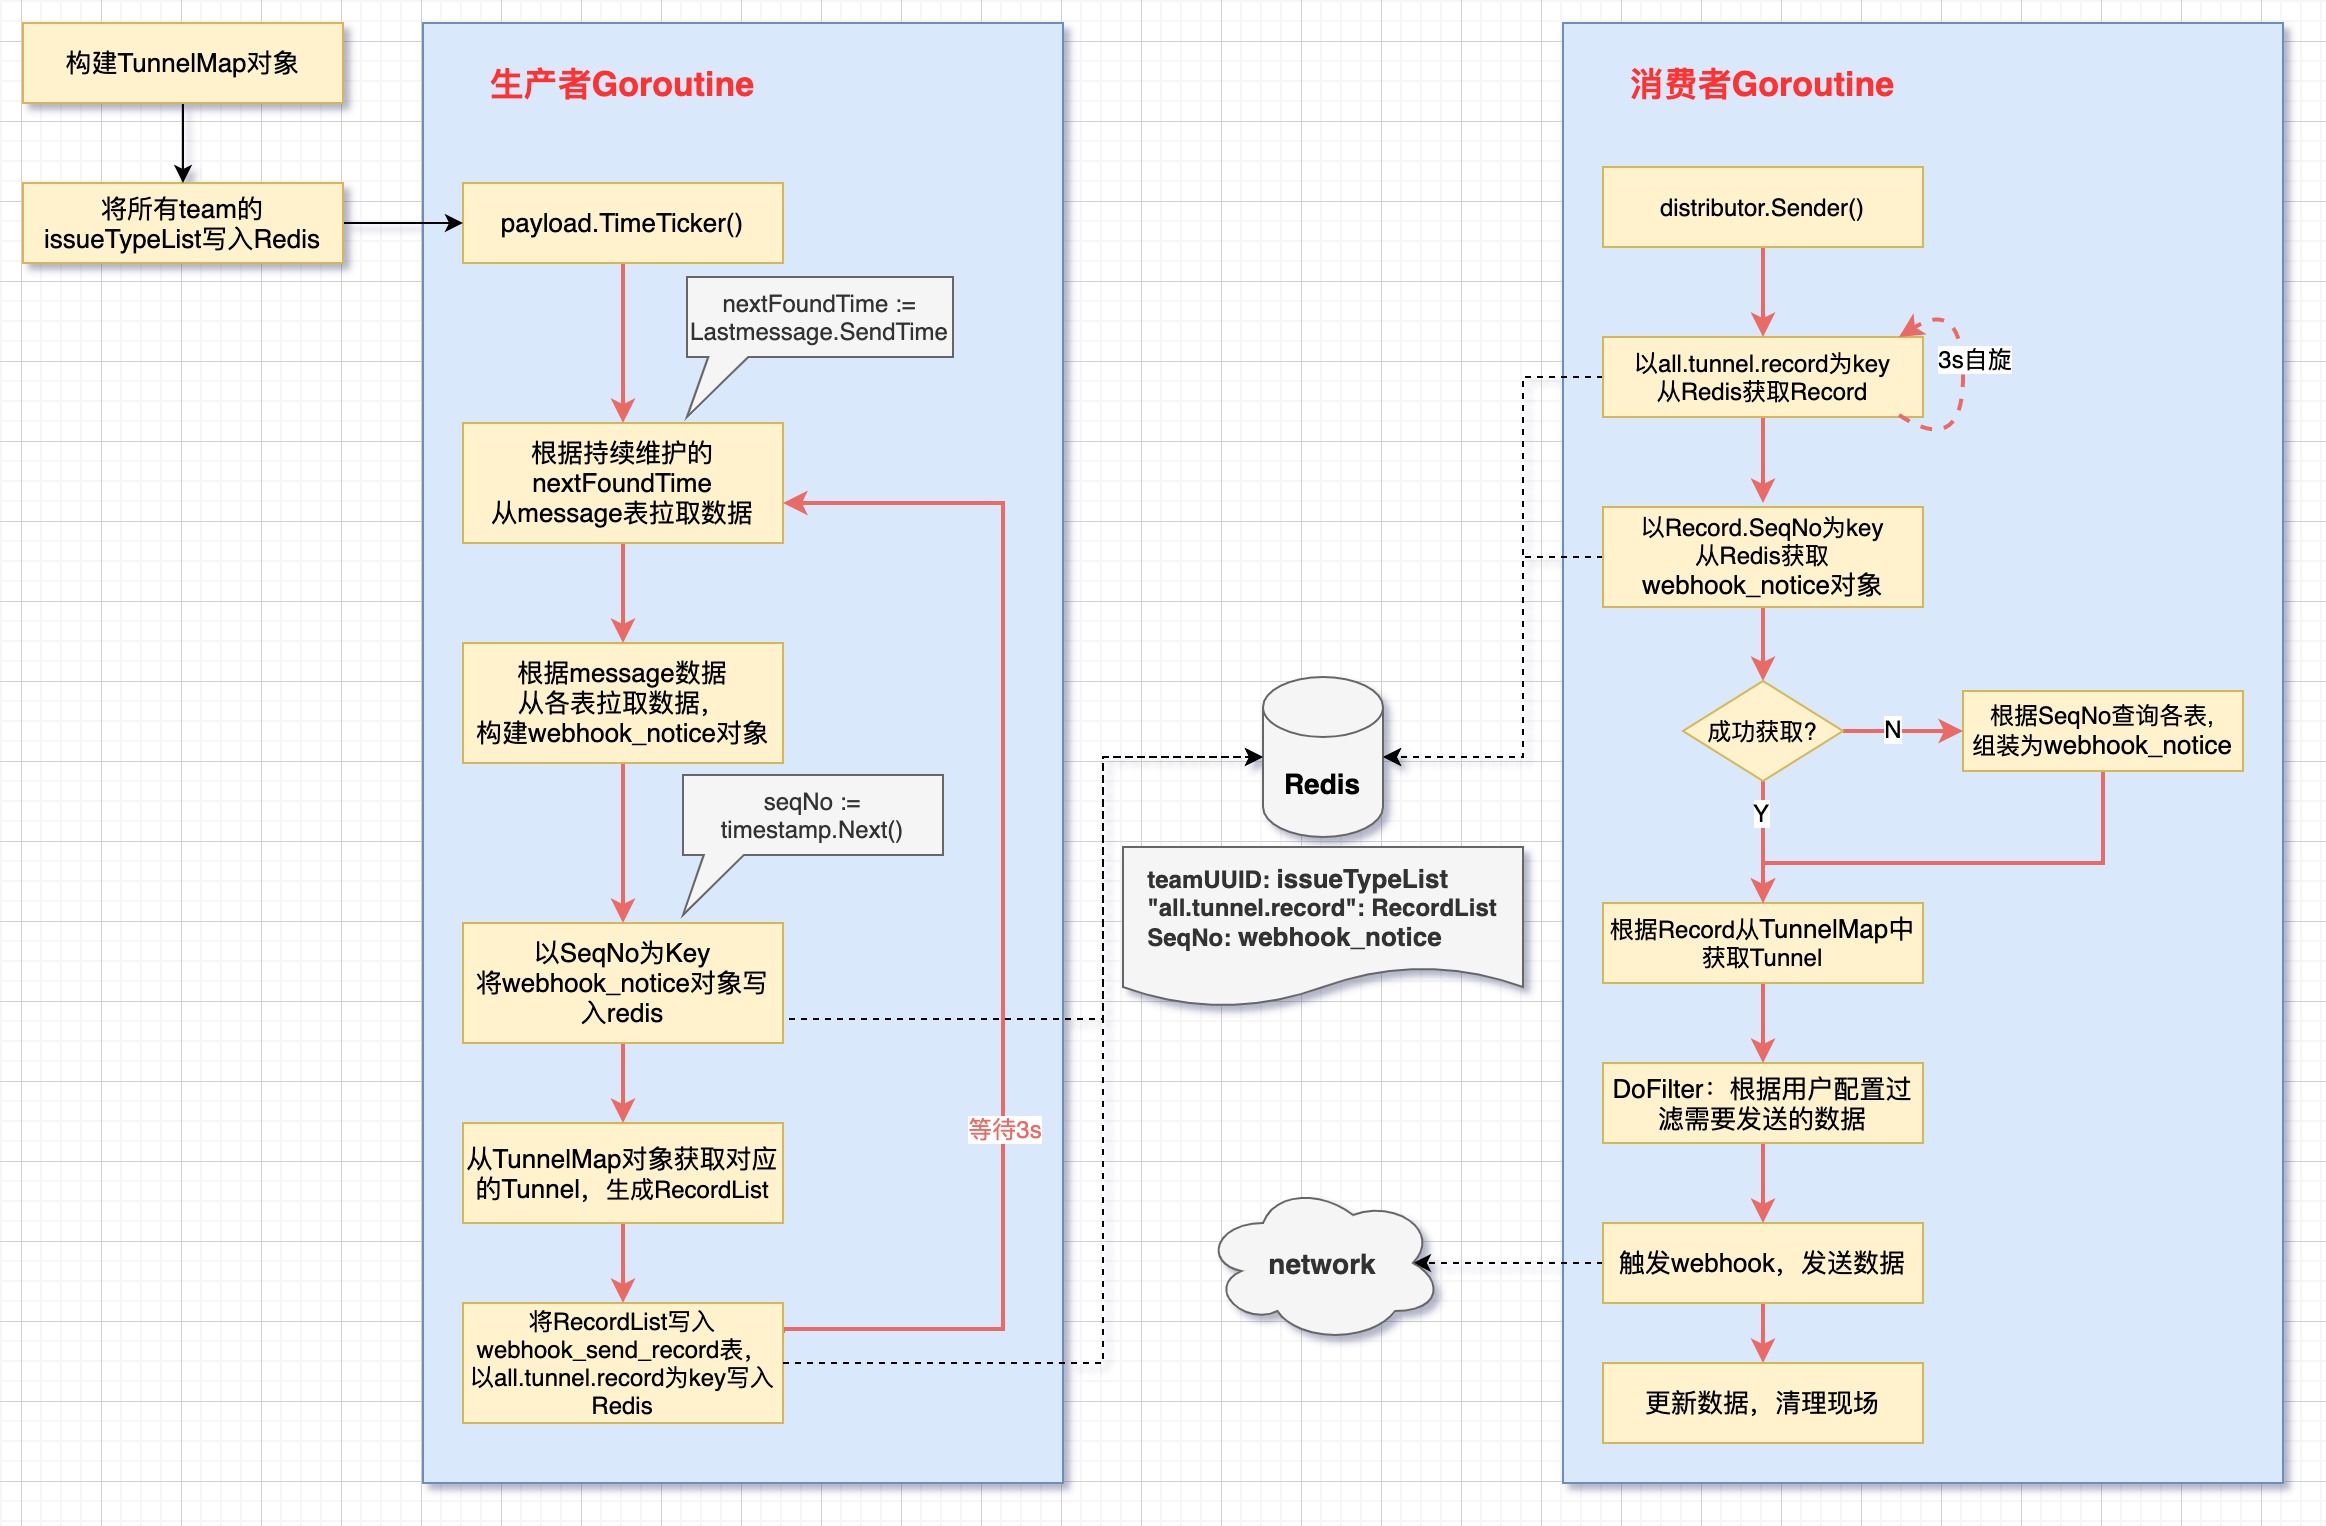 构建TunnelMap对象
将所有team的
issueTypeList写入Redis
生产者Goroutine
payload.TimeTicker()
nextFoundTime :=
Lastmessage.SendTime
根据持续维护的
nextFoundTime
从message表拉取数据
根据message数据
从各表拉取数据，
构建webhook_notice对象
seqNo :=
timestamp.Next()
以SeqNo为Key
将webhook_notice对象写
入redis
从TunnelMap对象获取对应
的Tunnel，生成RecordList
将RecordList写入
webhook_send_record表，
以all.tunnel.record为key写入
Redis
等待3s
Redis
teamUUID: issueTypeList
"all.tunnel.record": RecordList
SeqNo: webhook_notice
network
消费者Goroutine
distributor.Sender()
以all.tunnel.record为key
从Redis获取Record
3s自旋
以Record.SeqNo为key
从Redis获取
webhook_notice对象
成功获取?
N
根据SeqNo查询各表,
组装为webhook_notice
Y
根据Record从TunnelMap中
获取Tunnel
DoFilter：根据用户配置过
滤需要发送的数据
触发webhook，发送数据
更新数据，清理现场